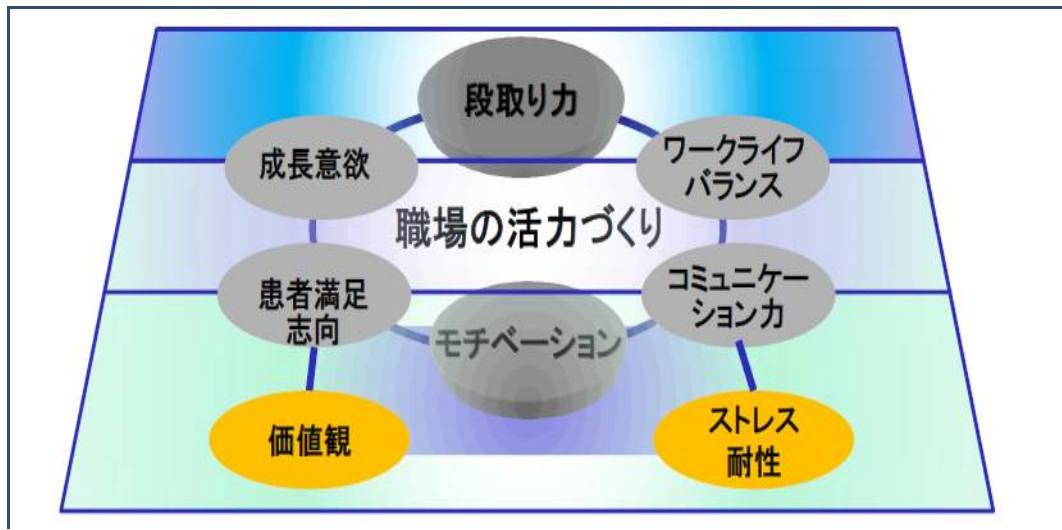 段取り力
成長意欲
ワークライフ
バランス
職場の活力づくり
患者満足
志向
コミュニケー
ション力
モチベーション
価値観
ストレス
耐性